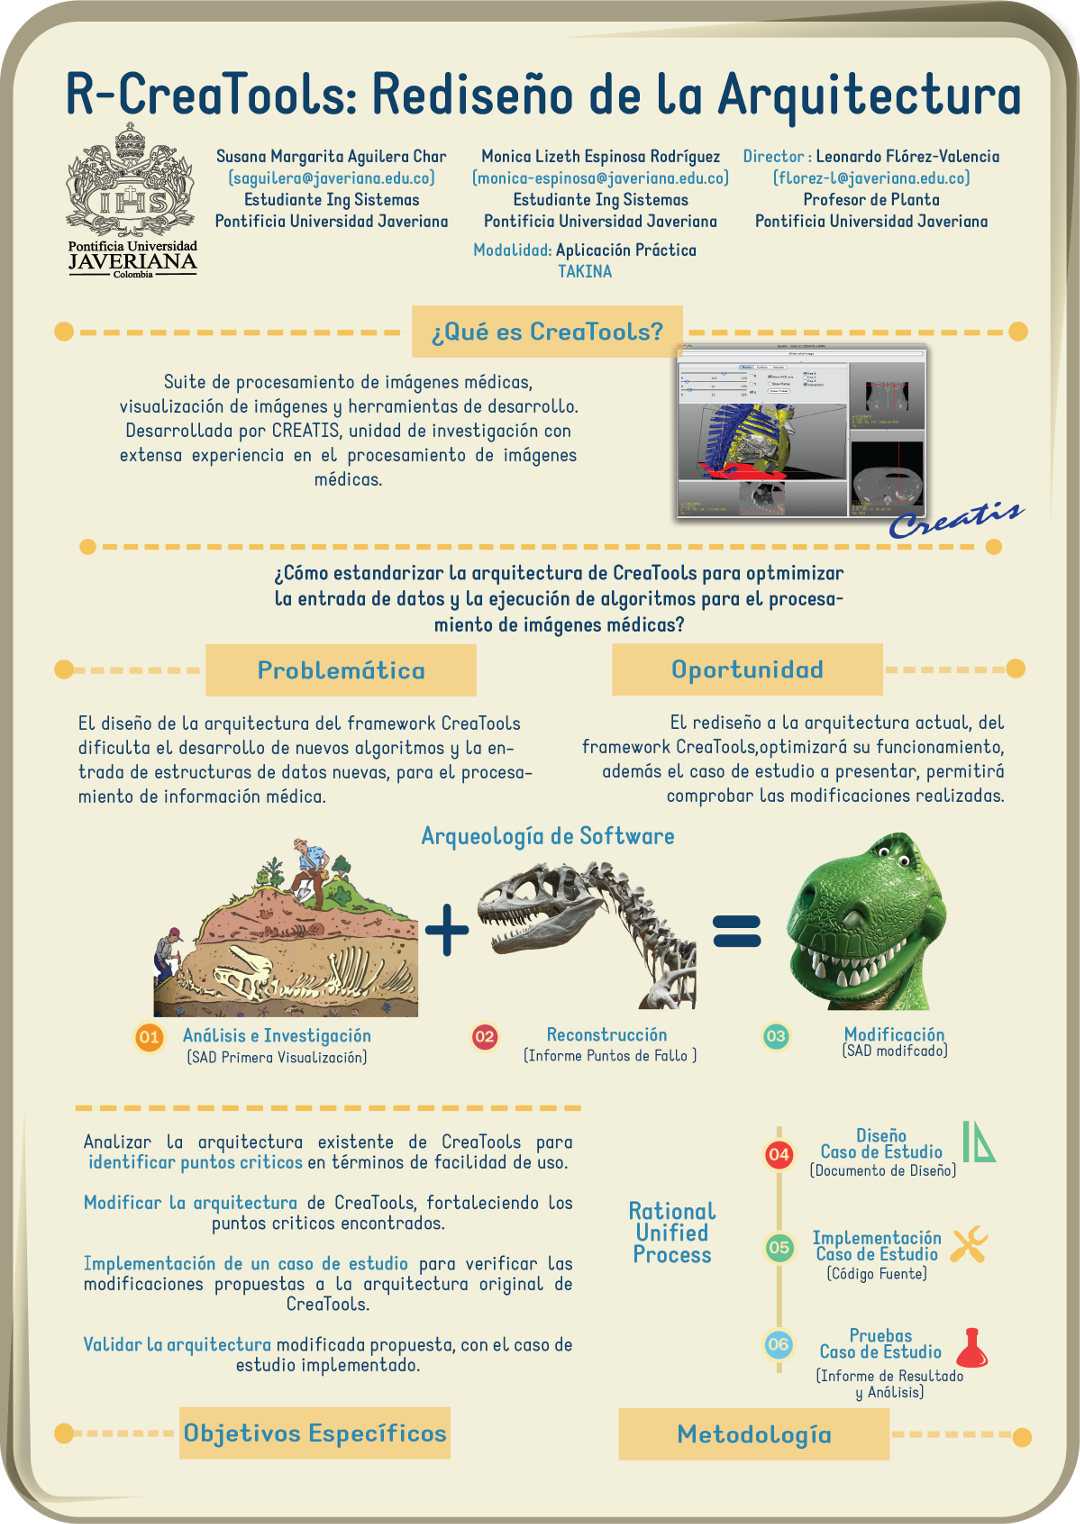 R-CreaTools: Rediseño de la Arquitectura
Susana Margarita Aguilera Char
(saguilera@javeriana.edu.co)
Estudiante Ing Sistemas
Pontificia Universidad Javeriana
Monica Lizeth Espinosa Rodríguez
(monica-espinosa@javeriana.edu.co)
Estudiante Ing Sistemas
Pontificia Universidad Javeriana
Director : Leonardo Flórez-Valencia
(florez-l@javeriana.edu.co)
Profesor de Planta
Pontificia Universidad Javeriana
IHS
Pontificia Universidad
JAVERIANA
Colombia
Modalidad: Aplicación Práctica
TAKINA
¿Qué es CreaTools?
Suite de procesamiento de imágenes médicas,
visualización de imágenes y herramientas de desarrollo.
Desarrollada por CREATIS, unidad de investigación con
extensa experiencia en el procesamiento de imágenes
médicas.
Creatis
¿Cómo estandarizar la arquitectura de CreaTools para optmimizar
la entrada de datos y la ejecución de algoritmos para el procesa-
miento de imágenes médicas?
Problemática
El diseño de la arquitectura del framework CreaTools
dificulta el desarrollo de nuevos algoritmos y la en-
trada de estructuras de datos nuevas, para el procesa-
miento de información médica.
Oportunidad
El rediseño a la arquitectura actual, del
framework CreaTools,optimizará su funcionamiento,
además el caso de estudio a presentar, permitirá
comprobar las modificaciones realizadas.
Arqueología de Software
+
=
01 Análisis e Investigación
(SAD Primera Visualización)
02 Reconstrucción
(Informe Puntos de Fallo )
03 Modificación
(SAD modifcado)
Analizar la arquitectura existente de CreaTools para
identificar puntos criticos en términos de facilidad de uso.
Modificar la arquitectura de CreaTools, fortaleciendo los
puntos criticos encontrados.
Implementación de un caso de estudio para verificar las
modificaciones propuestas a la arquitectura original de
CreaTools.
Validar la arquitectura modificada propuesta, con el caso de
estudio implementado.
Objetivos Específicos
Rational
Unified
Process
04
Diseño
Caso de Estudio
(Documento de Diseño)
05
Implementación
Caso de Estudio
(Código Fuente)
06
Pruebas
Caso de Estudio
(Informe de Resultado
y Análisis)
Metodología